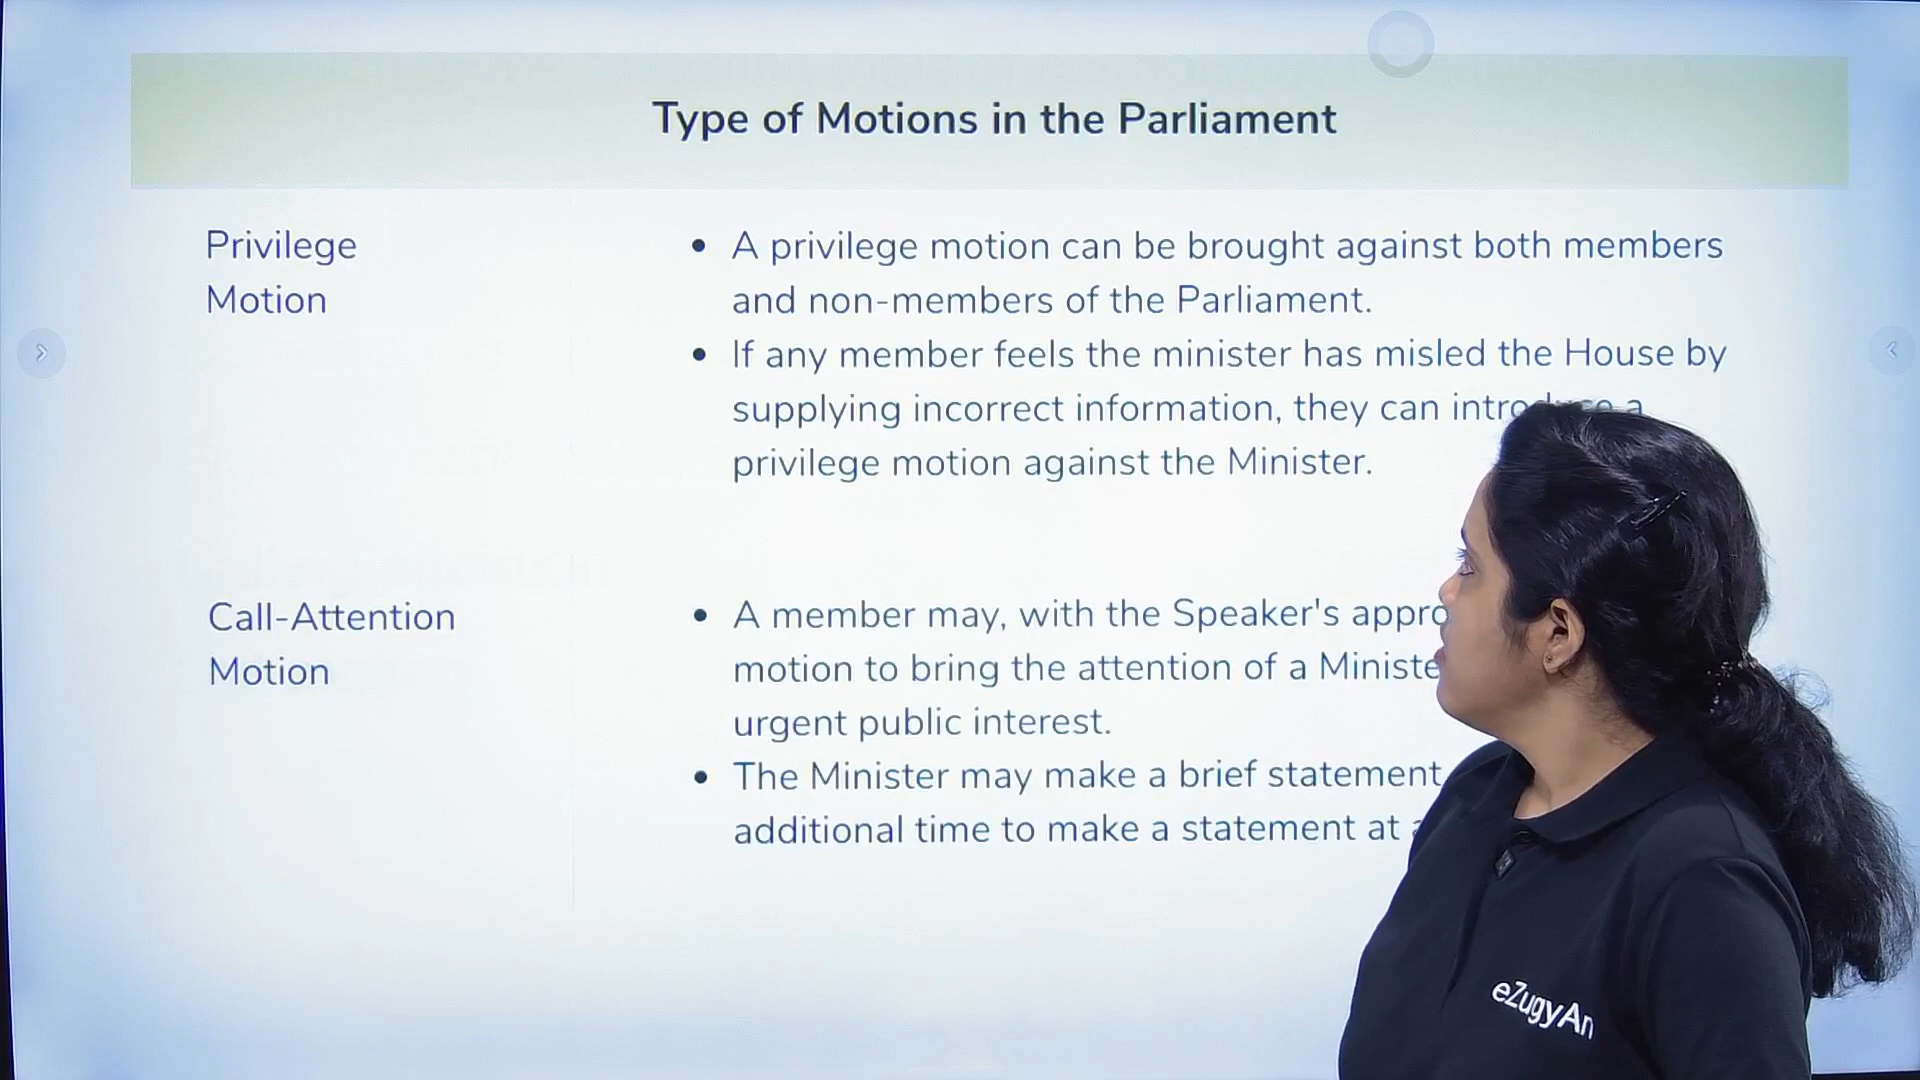 Type of Motions in the Parliament
Privilege
Motion
• A privilege motion can be brought against both members
and non-members of the Parliament.
• If any member feels the minister has misled the House by
supplying incorrect information, they can introduce a
privilege motion against the Minister.
Call-Attention
Motion
• A member may, with the Speaker's
motion to bring the attention of a
urgent public interest.
• The Minister may make a brief statement
additional time to make a statement at
eZugyAn